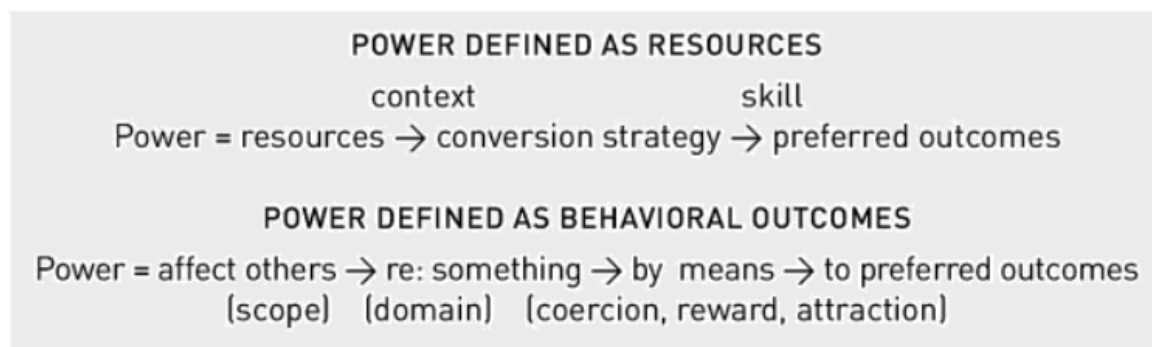 POWER DEFINED AS RESOURCES
context skill
Power = resources → conversion strategy → preferred outcomes
POWER DEFINED AS BEHAVIORAL OUTCOMES
Power = affect others → re: something → by means → to preferred outcomes
(scope) (domain) (coercion, reward, attraction)